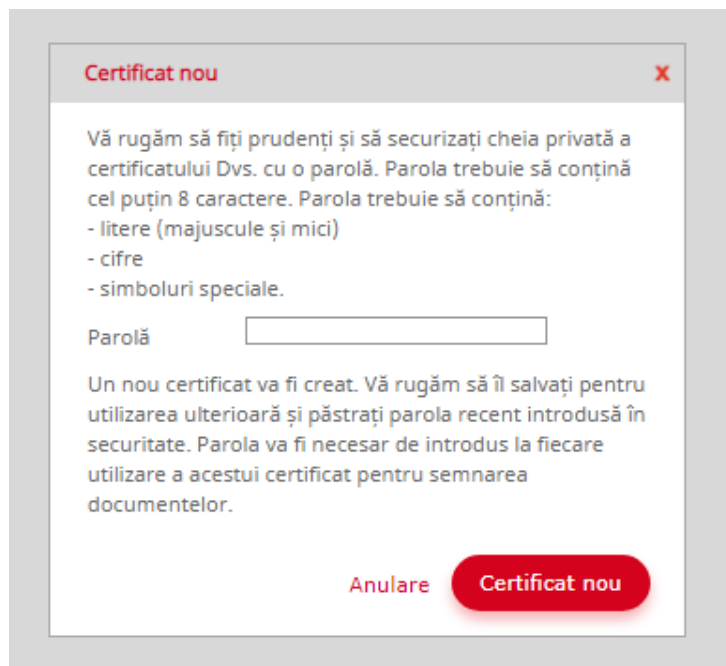 Certificat nou
x
Vă rugăm să fiți prudenți și să securizați cheia privată a
certificatului Dvs. cu o parolă. Parola trebuie să conțină
cel puțin 8 caractere. Parola trebuie să conțină:
- litere (majuscule și mici)
- cifre
- simboluri speciale.
Parolă
Un nou certificat va fi creat. Vă rugăm să îl salvați pentru
utilizarea ulterioară și păstrați parola recent introdusă în
securitate. Parola va fi necesar de introdus la fiecare
utilizare a acestui certificat pentru semnarea
documentelor.
Anulare
Certificat nou